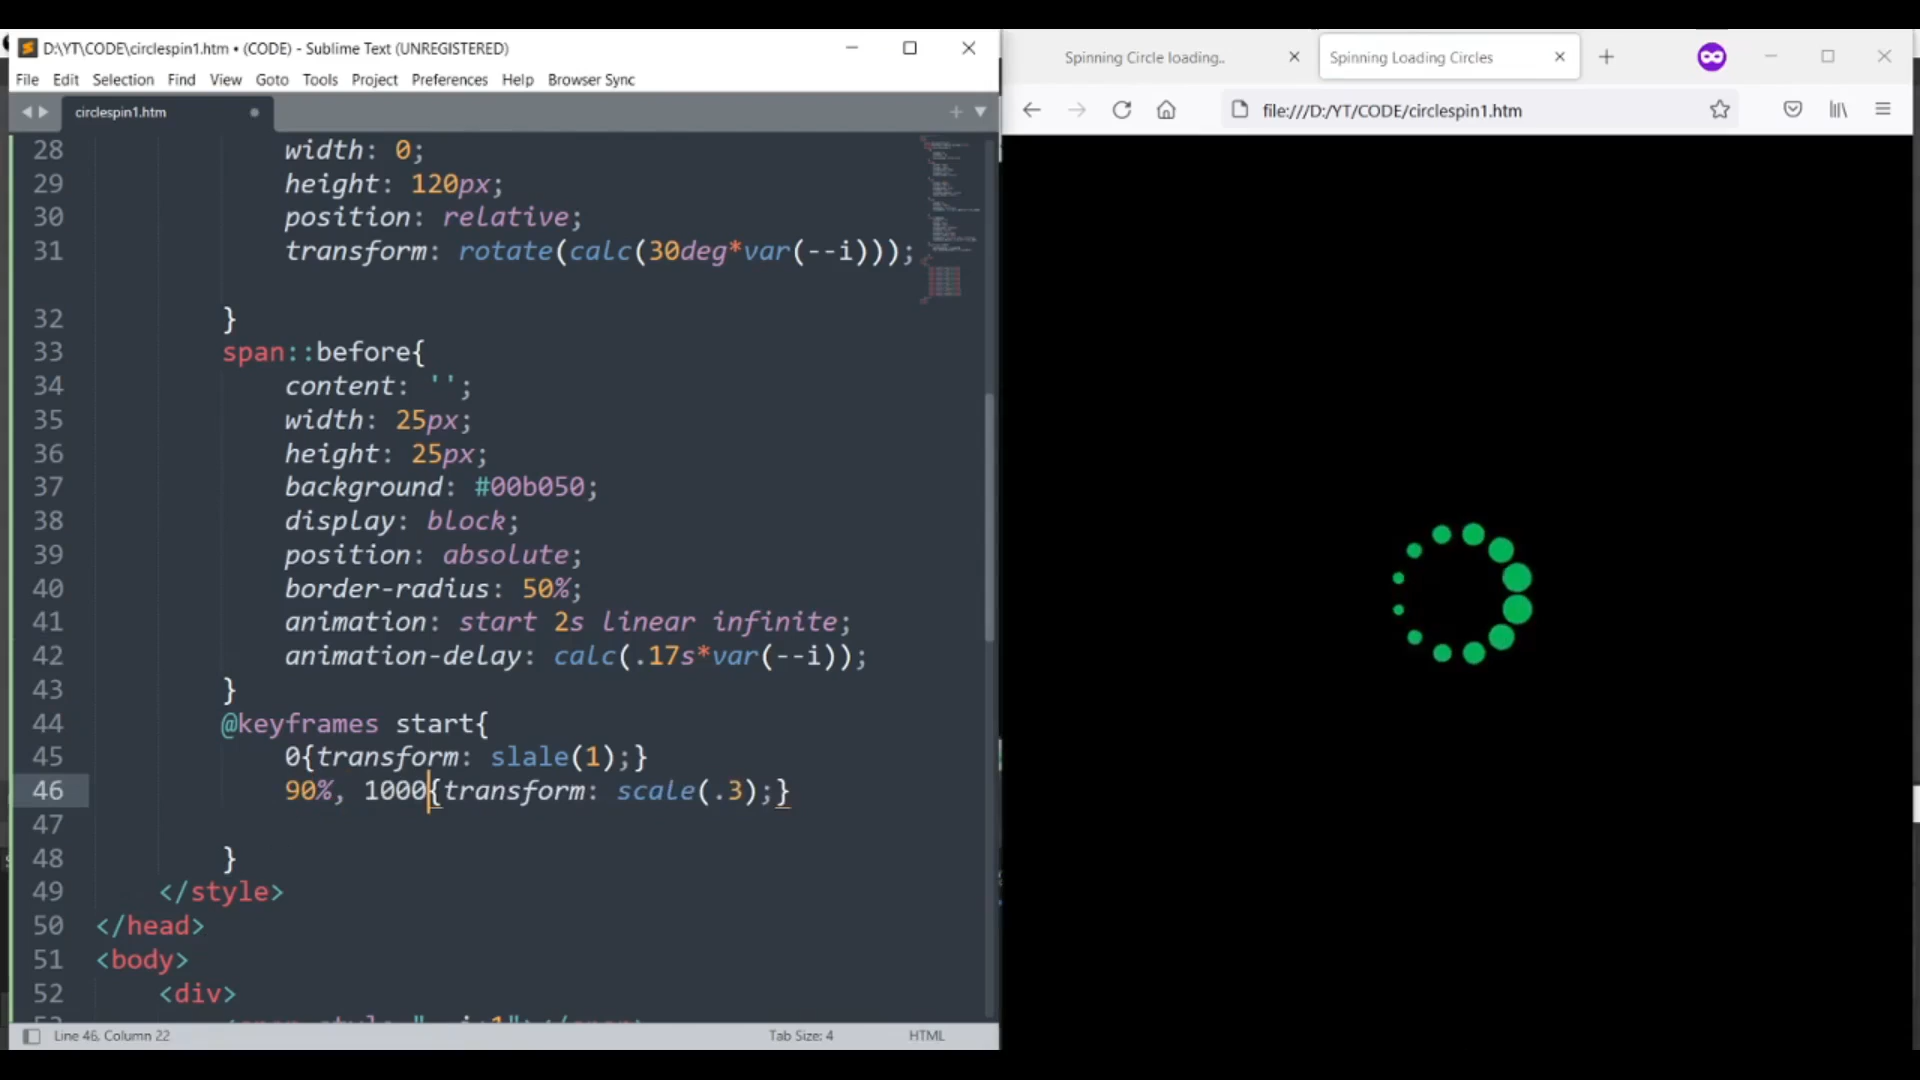 D:\YT\CODE\circlespin1.htm • (CODE) - Sublime Text (UNREGISTERED)
File Edit Selection Find View Goto Tools Project Preferences Help Browser Sync
circlespin1.htm
28 width: 0;
29 height: 120px;
30 position: relative;
31 transform: rotate(calc(30deg*var(--i)));
32 }
33 span::before{
34 content: '';
35 width: 25px;
36 height: 25px;
37 background: #00b050;
38 display: block;
39 position: absolute;
40 border-radius: 50%;
41 animation: start 2s linear infinite;
42 animation-delay: calc(.17s*var(--i));
43 }
44 @keyframes start{
45 0{transform: slale(1);}
46 90%, 1000{transform: scale(.3);}
47
48 }
49 </style>
50 </head>
51 <body>
52 <div>
Line 46, Column 22 Tab Size: 4 HTML
Spinning Circle loading.. Spinning Loading Circles
file:///D:/YT/CODE/circlespin1.htm